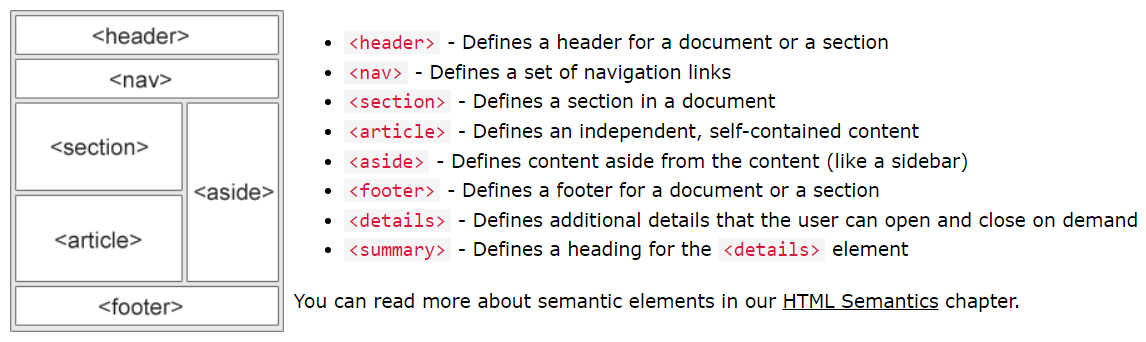 <header>
<nav>
<section>
<aside>
<article>
<footer>
<header> - Defines a header for a document or a section
<nav> - Defines a set of navigation links
<section> - Defines a section in a document
<article> - Defines an independent, self-contained content
<aside> - Defines content aside from the content (like a sidebar)
<footer> - Defines a footer for a document or a section
<details> - Defines additional details that the user can open and close on demand
<summary> - Defines a heading for the <details> element
You can read more about semantic elements in our HTML Semantics chapter.